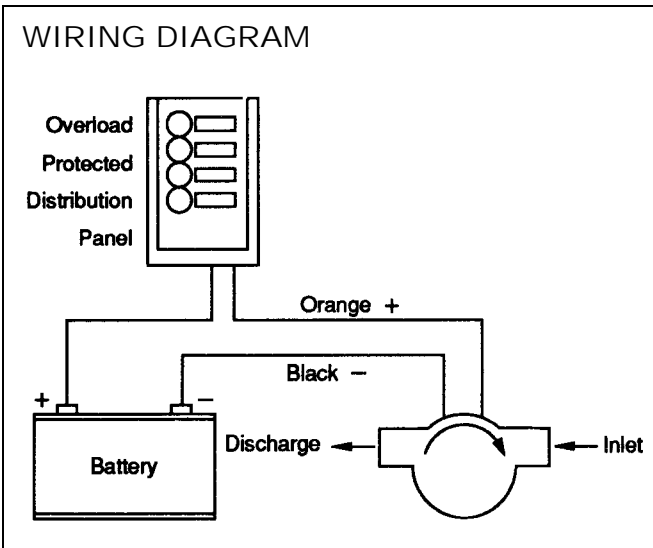 WIRING DIAGRAM
Overload
Protected
Distribution
Panel
Orange +
Black −
+ −
Battery
Discharge
Inlet